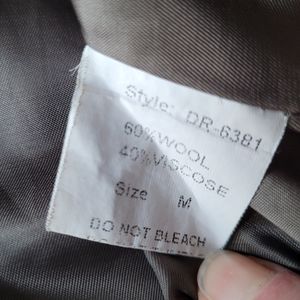 Style: DR-6381
60% WOOL
40% VISCOSE
Size M
DO NOT BLEACH